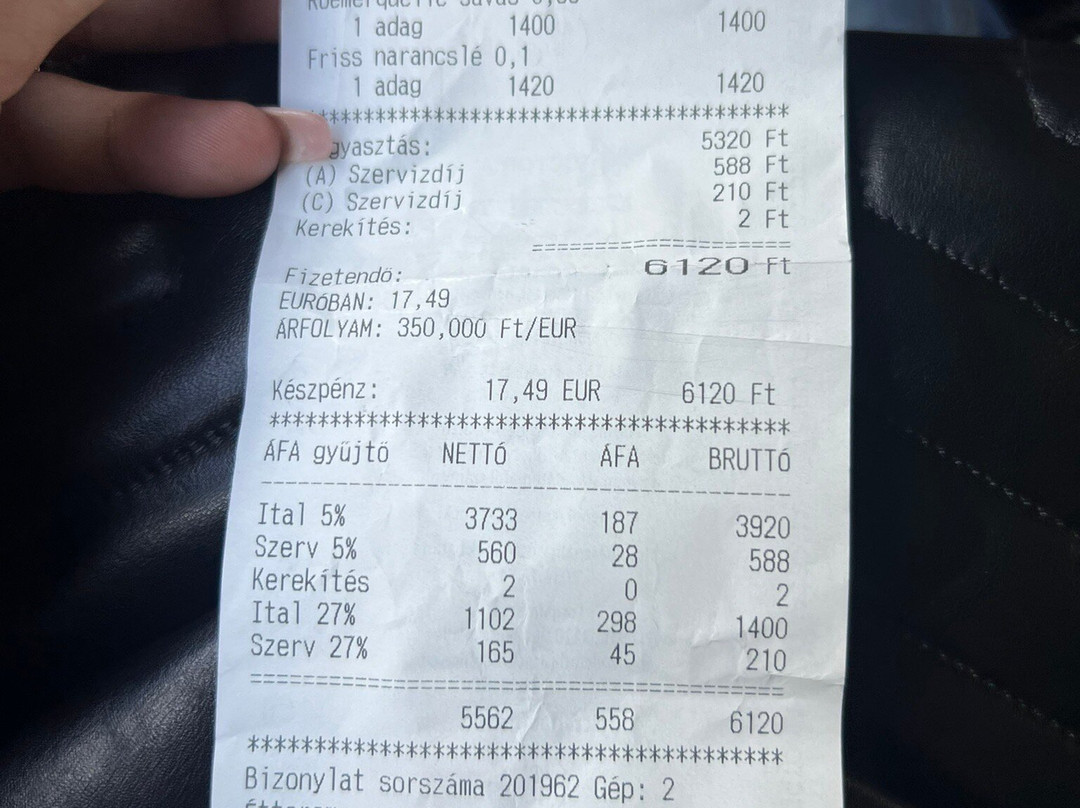 1 adag 1400 1400
Friss narancslé 0,1
1 adag 1420 1420
****************************************
gyasztás: 5320 Ft
(A) Szervizdíj 588 Ft
(C) Szervizdíj 210 Ft
Kerekítés: 2 Ft
=====================
Fizetendő: 6120 Ft
EURÓBAN: 17,49
ÁRFOLYAM: 350,000 Ft/EUR
Készpénz: 17,49 EUR 6120 Ft
******************************************
ÁFA gyűjtő NETTÓ ÁFA BRUTTÓ
------------------------------------------
Ital 5% 3733 187 3920
Szerv 5% 560 28 588
Kerekítés 2 0 2
Ital 27% 1102 298 1400
Szerv 27% 165 45 210
==========================================
5562 558 6120
******************************************
Bizonylat sorszáma 201962 Gép: 2